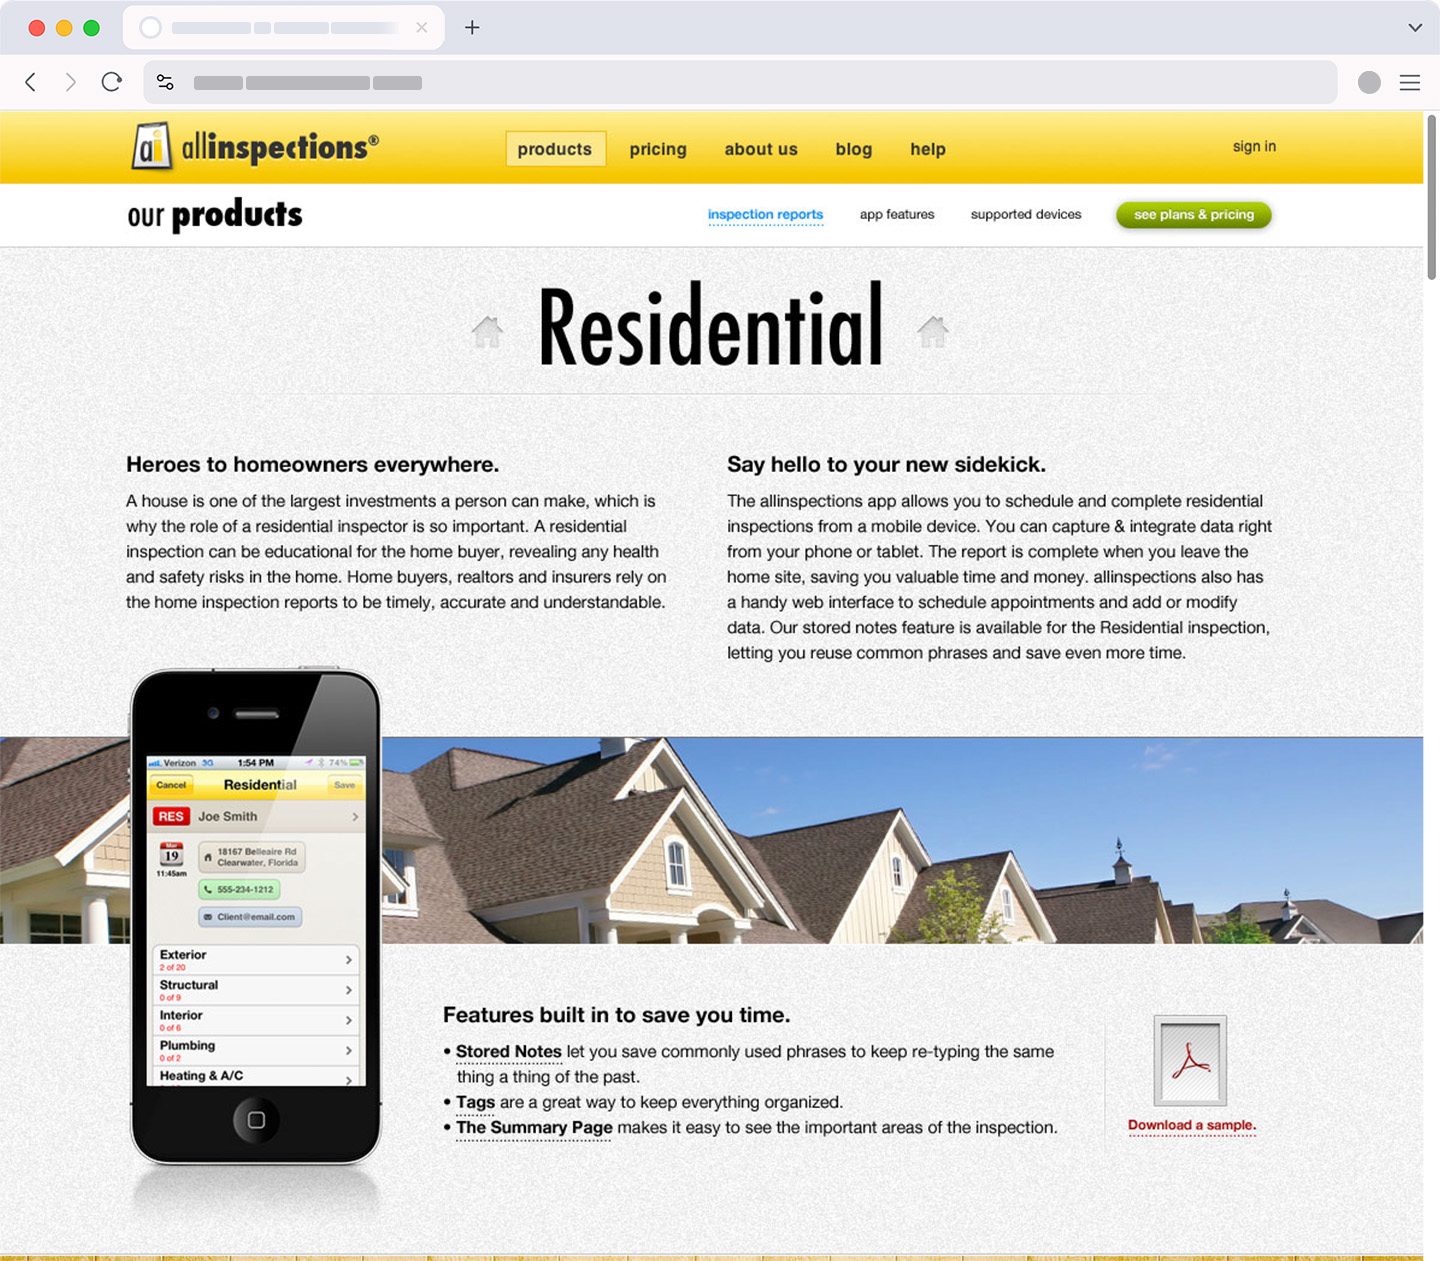 ai allinspections®
products pricing about us blog help
sign in
our products
inspection reports app features supported devices see plans & pricing
Residential
Heroes to homeowners everywhere.
A house is one of the largest investments a person can make, which is
why the role of a residential inspector is so important. A residential
inspection can be educational for the home buyer, revealing any health
and safety risks in the home. Home buyers, realtors and insurers rely on
the home inspection reports to be timely, accurate and understandable.
Say hello to your new sidekick.
The allinspections app allows you to schedule and complete residential
inspections from a mobile device. You can capture & integrate data right
from your phone or tablet. The report is complete when you leave the
home site, saving you valuable time and money. allinspections also has
a handy web interface to schedule appointments and add or modify
data. Our stored notes feature is available for the Residential inspection,
letting you reuse common phrases and save even more time.
Verizon 3G 1:54 PM 74%
Cancel Residential Save
RES Joe Smith
Mar
19
11:45am
18167 Belleaire Rd
Clearwater, Florida
555-234-1212
Client@email.com
Exterior
2 of 20
Structural
0 of 9
Interior
0 of 6
Plumbing
0 of 2
Heating & A/C
Features built in to save you time.
• Stored Notes let you save commonly used phrases to keep re-typing the same
thing a thing of the past.
• Tags are a great way to keep everything organized.
• The Summary Page makes it easy to see the important areas of the inspection.
Download a sample.